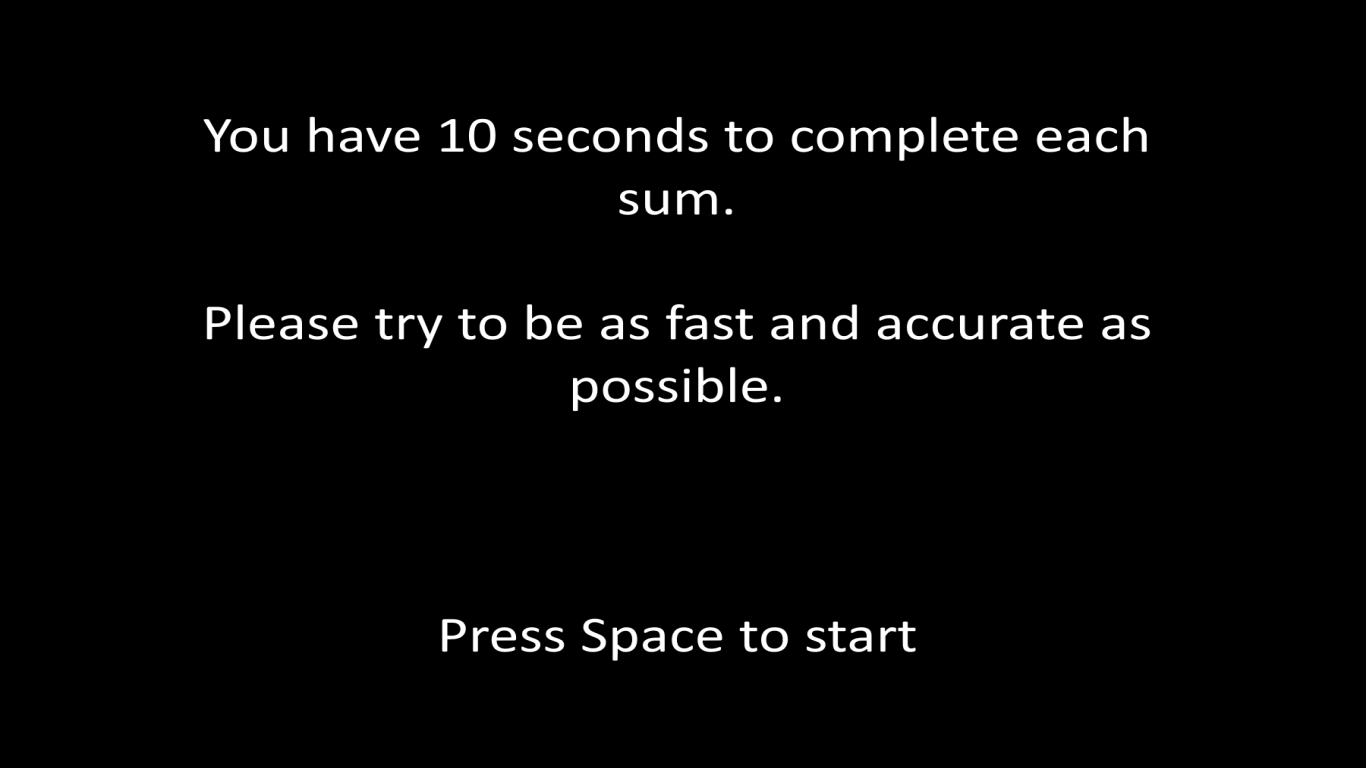 You have 10 seconds to complete each
sum.
Please try to be as fast and accurate as
possible.
Press Space to start